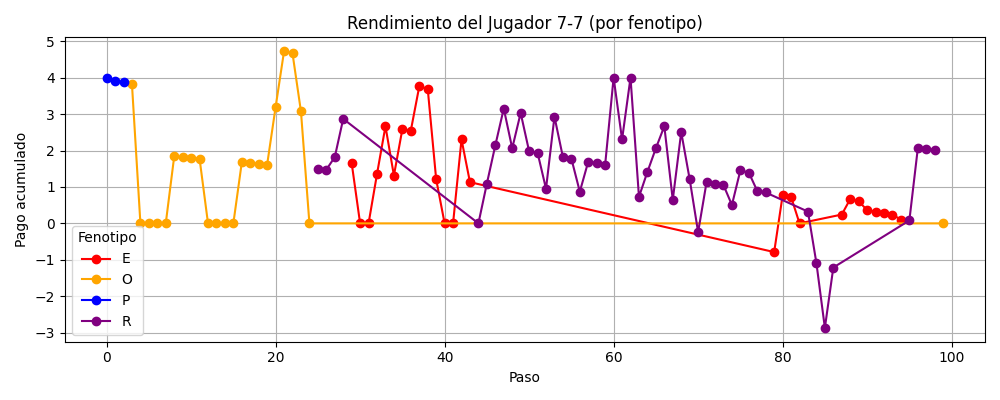 Rendimiento del Jugador 7-7 (por fenotipo)
Pago acumulado
5
4
3
2
1
0
−1
−2
−3
Fenotipo
E
O
P
R
0 20 40 60 80 100
Paso